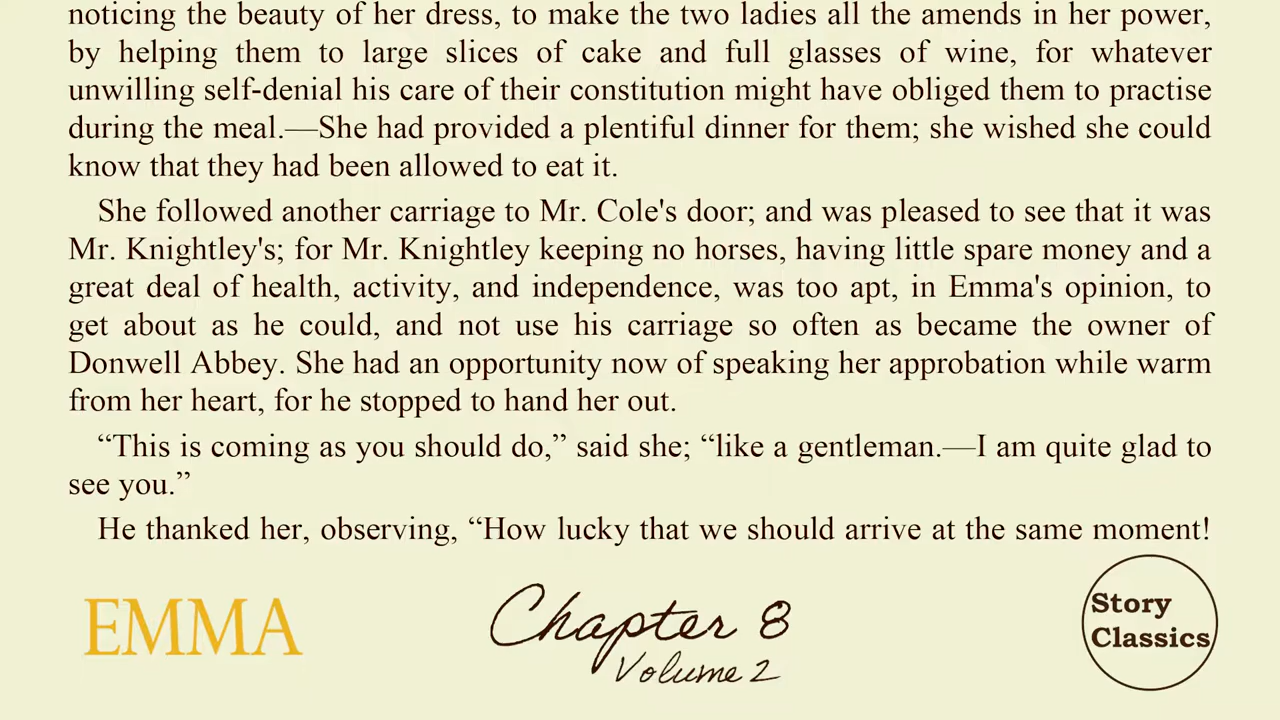 noticing the beauty of her dress, to make the two ladies all the amends in her power,
by helping them to large slices of cake and full glasses of wine, for whatever
unwilling self-denial his care of their constitution might have obliged them to practise
during the meal.—She had provided a plentiful dinner for them; she wished she could
know that they had been allowed to eat it.
She followed another carriage to Mr. Cole's door; and was pleased to see that it was
Mr. Knightley's; for Mr. Knightley keeping no horses, having little spare money and a
great deal of health, activity, and independence, was too apt, in Emma's opinion, to
get about as he could, and not use his carriage so often as became the owner of
Donwell Abbey. She had an opportunity now of speaking her approbation while warm
from her heart, for he stopped to hand her out.
“This is coming as you should do,” said she; “like a gentleman.—I am quite glad to
see you.”
He thanked her, observing, “How lucky that we should arrive at the same moment!
EMMA
Chapter 8
Volume 2
Story
Classics